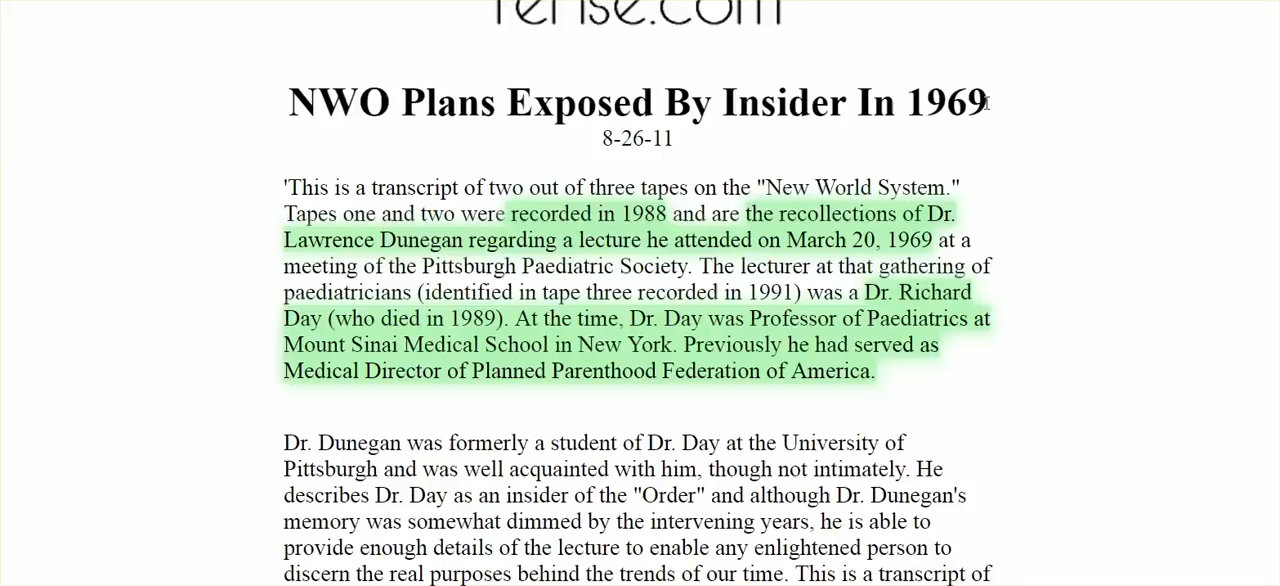 rense.com
NWO Plans Exposed By Insider In 1969
8-26-11
'This is a transcript of two out of three tapes on the "New World System."
Tapes one and two were recorded in 1988 and are the recollections of Dr.
Lawrence Dunegan regarding a lecture he attended on March 20, 1969 at a
meeting of the Pittsburgh Paediatric Society. The lecturer at that gathering of
paediatricians (identified in tape three recorded in 1991) was a Dr. Richard
Day (who died in 1989). At the time, Dr. Day was Professor of Paediatrics at
Mount Sinai Medical School in New York. Previously he had served as
Medical Director of Planned Parenthood Federation of America.
Dr. Dunegan was formerly a student of Dr. Day at the University of
Pittsburgh and was well acquainted with him, though not intimately. He
describes Dr. Day as an insider of the "Order" and although Dr. Dunegan's
memory was somewhat dimmed by the intervening years, he is able to
provide enough details of the lecture to enable any enlightened person to
discern the real purposes behind the trends of our time. This is a transcript of